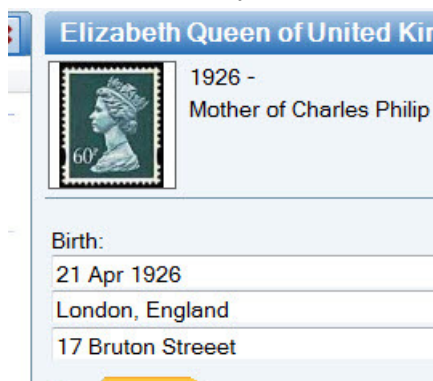 Elizabeth Queen of United Kin
1926 -
Mother of Charles Philip
60P
Birth:
21 Apr 1926
London, England
17 Bruton Streeet